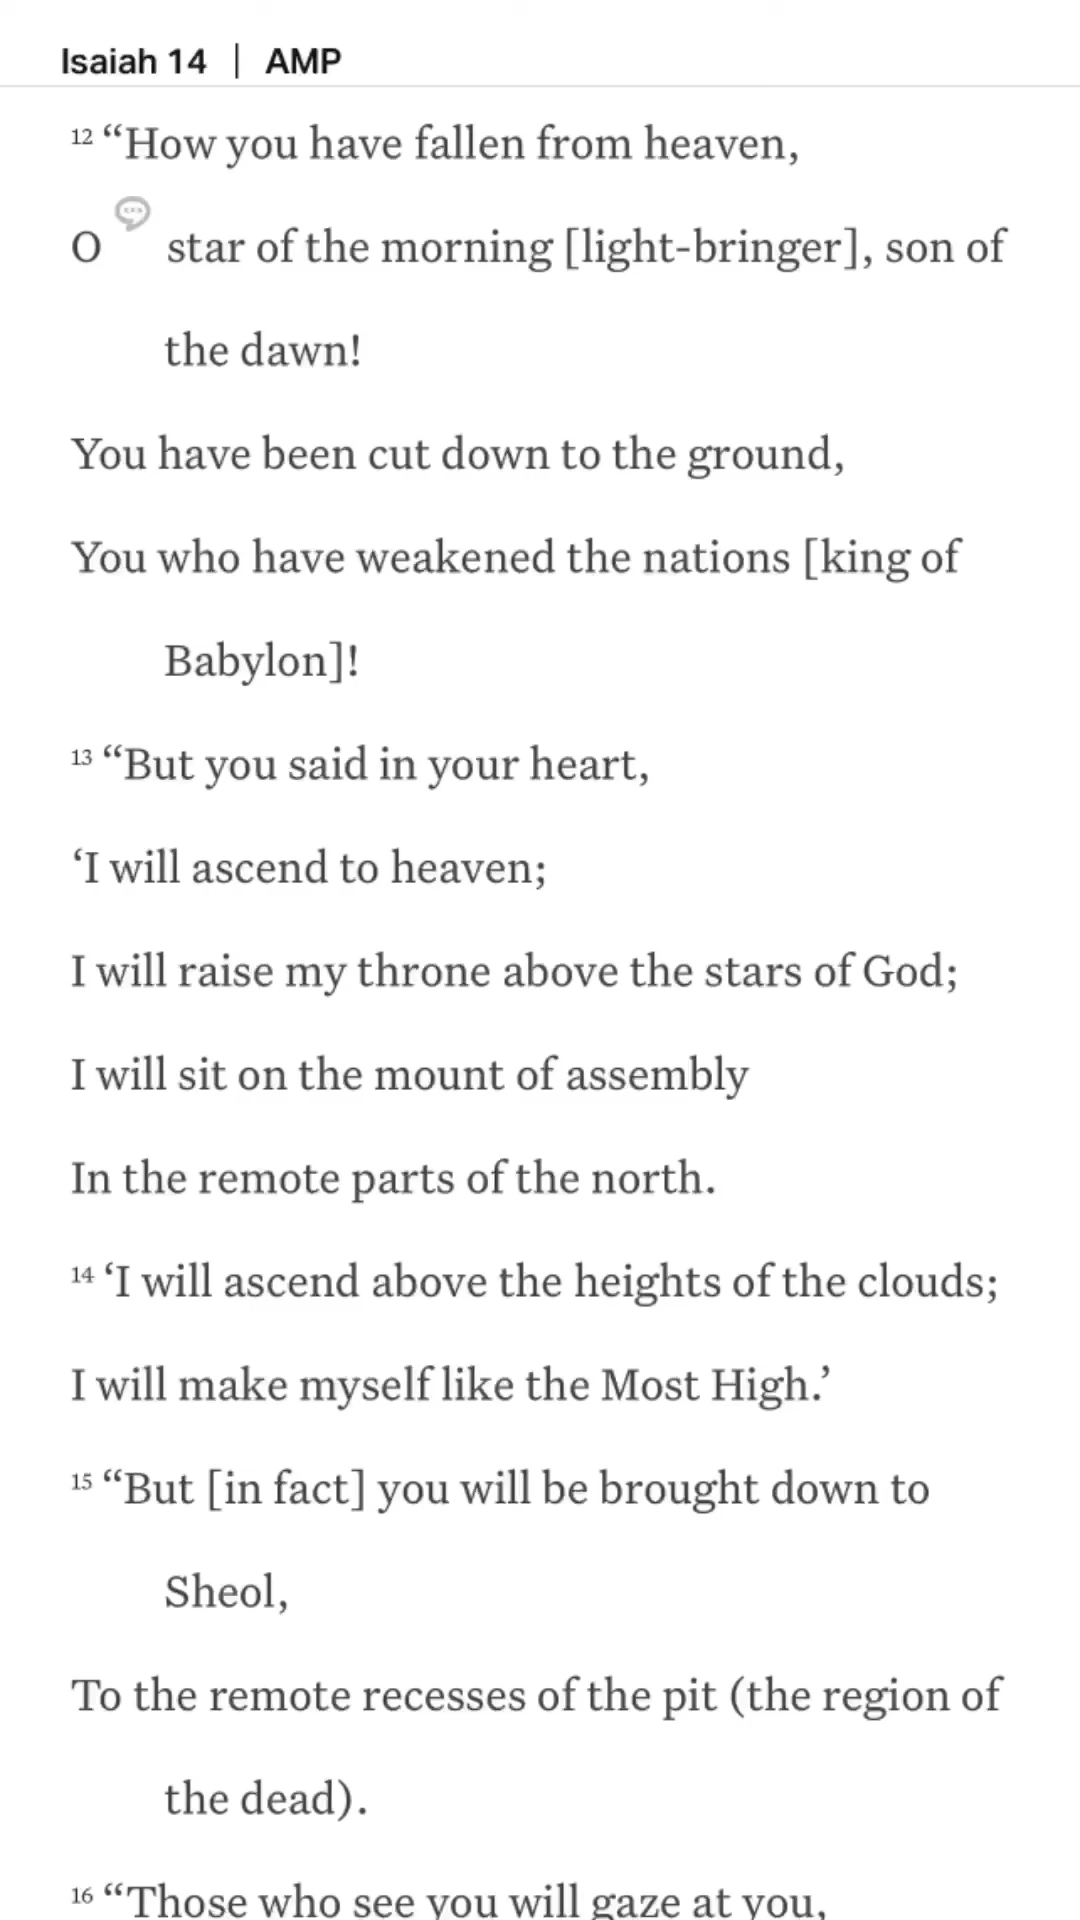 Isaiah 14 | AMP
12 “How you have fallen from heaven,
O star of the morning [light-bringer], son of
the dawn!
You have been cut down to the ground,
You who have weakened the nations [king of
Babylon]!
13 “But you said in your heart,
‘I will ascend to heaven;
I will raise my throne above the stars of God;
I will sit on the mount of assembly
In the remote parts of the north.
14 ‘I will ascend above the heights of the clouds;
I will make myself like the Most High.’
15 “But [in fact] you will be brought down to
Sheol,
To the remote recesses of the pit (the region of
the dead).
16 “Those who see you will gaze at you,